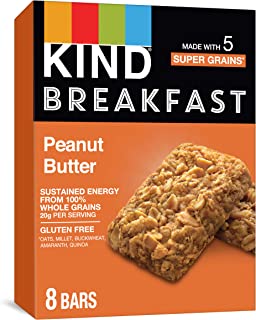 KIND
MADE WITH 5
SUPER GRAINS*
BREAKFAST
Peanut
Butter
SUSTAINED ENERGY
FROM 100%
WHOLE GRAINS
20g PER SERVING
GLUTEN FREE
*OATS, MILLET, BUCKWHEAT,
AMARANTH, QUINOA
8 BARS